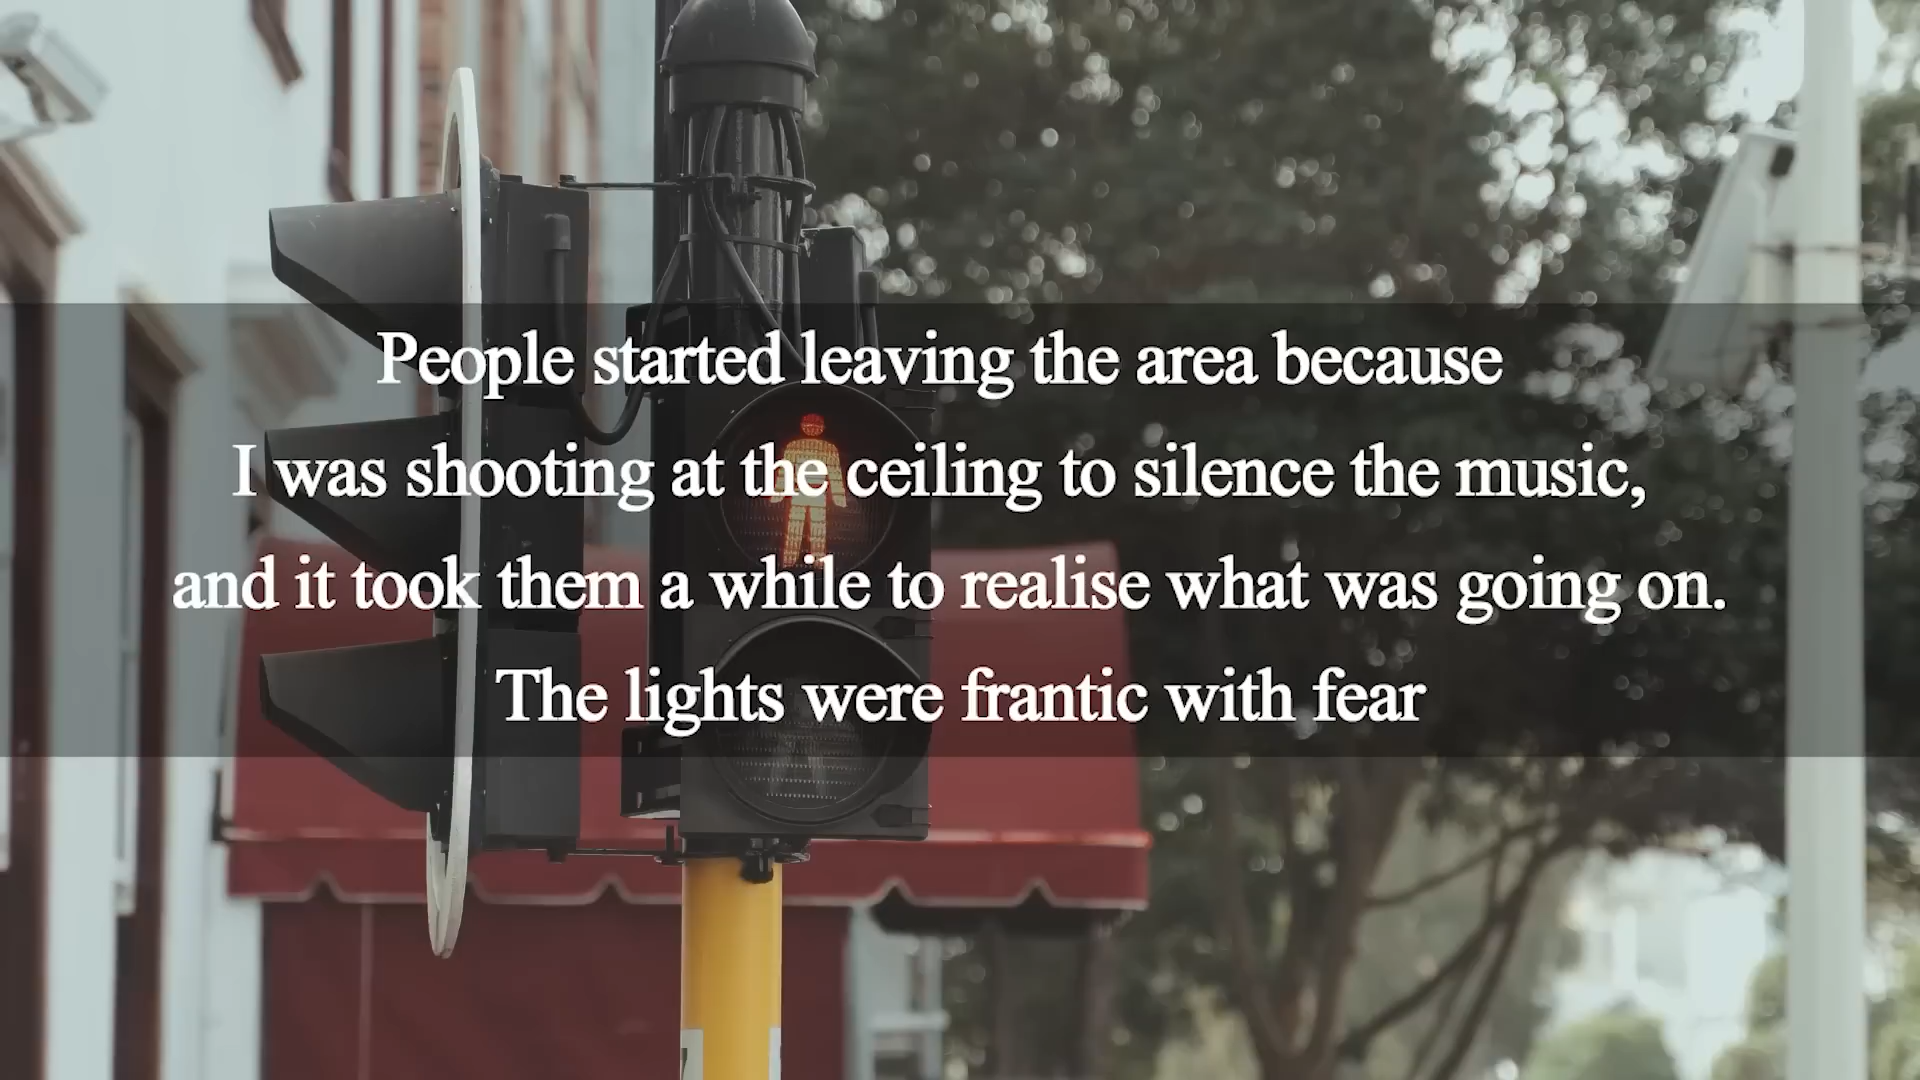 People started leaving the area because
I was shooting at the ceiling to silence the music,
and it took them a while to realise what was going on.
The lights were frantic with fear